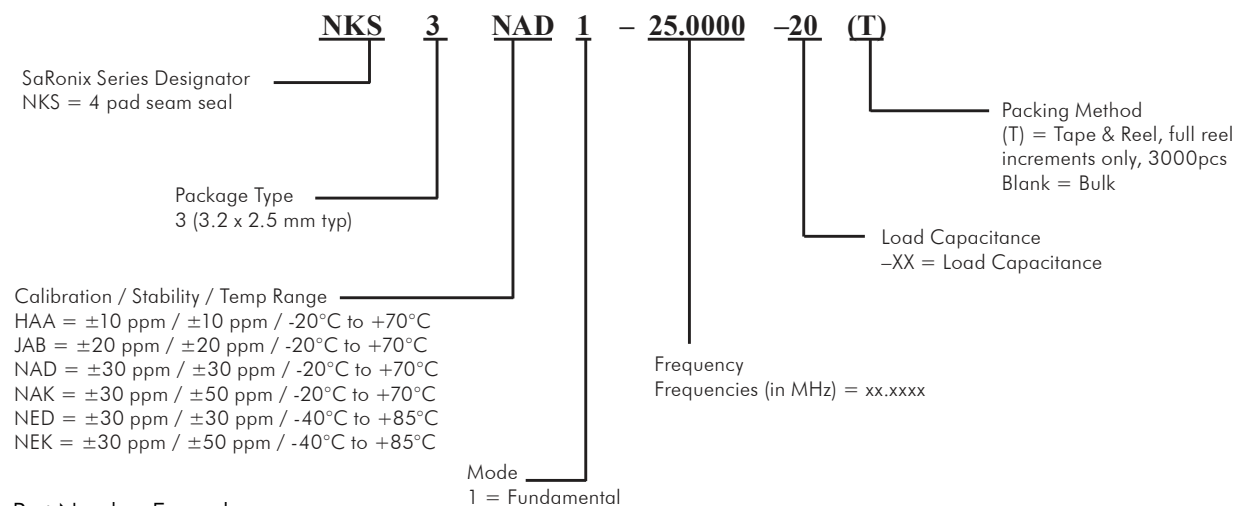 NKS 3 NAD 1 – 25.0000 –20 (T)
SaRonix Series Designator
NKS = 4 pad seam seal
Packing Method
(T) = Tape & Reel, full reel
increments only, 3000pcs
Blank = Bulk
Package Type
3 (3.2 x 2.5 mm typ)
Load Capacitance
–XX = Load Capacitance
Calibration / Stability / Temp Range
HAA = ±10 ppm / ±10 ppm / -20°C to +70°C
JAB = ±20 ppm / ±20 ppm / -20°C to +70°C
NAD = ±30 ppm / ±30 ppm / -20°C to +70°C
NAK = ±30 ppm / ±50 ppm / -20°C to +70°C
NED = ±30 ppm / ±30 ppm / -40°C to +85°C
NEK = ±30 ppm / ±50 ppm / -40°C to +85°C
Frequency
Frequencies (in MHz) = xx.xxxx
Mode
1 = Fundamental